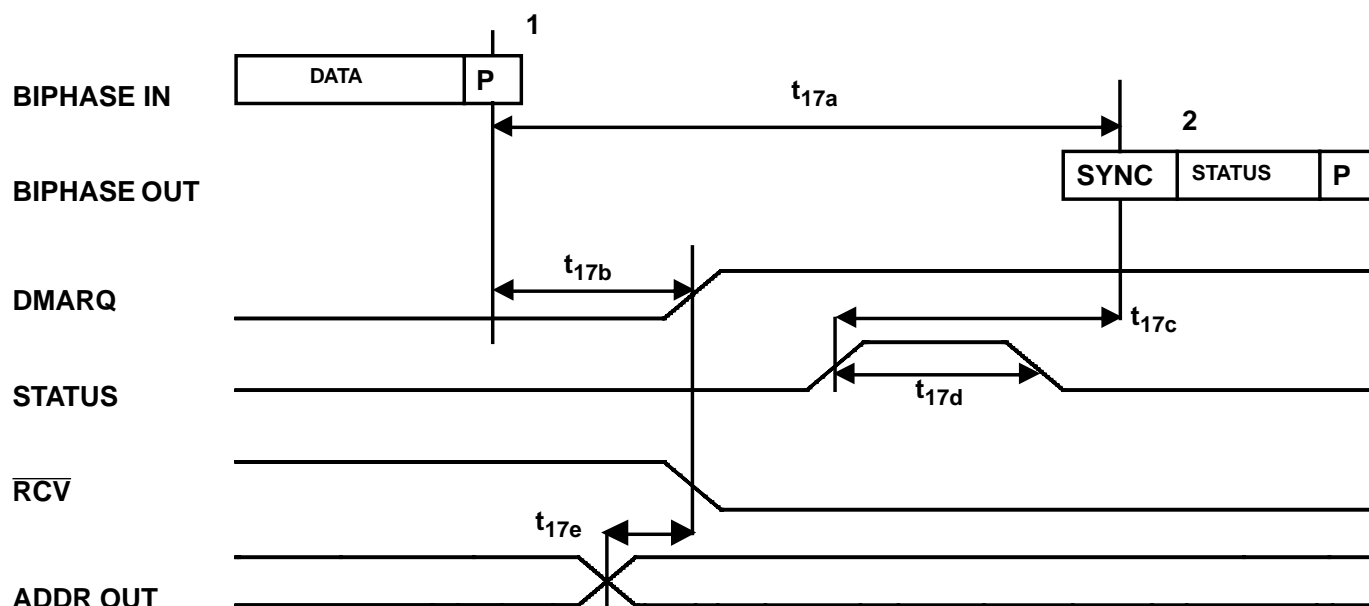 1
BIPHASE IN
DATA
P
t17a
2
BIPHASE OUT
SYNC
STATUS
P
t17b
DMARQ
t17c
STATUS
t17d
RCV
t17e
ADDR OUT